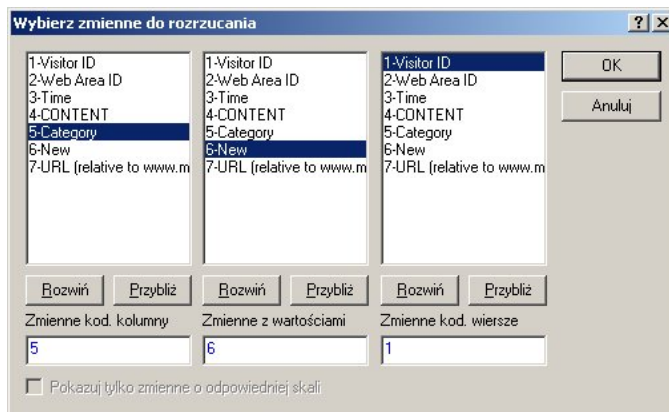 Wybierz zmienne do rozrzucania
1-Visitor ID
2-Web Area ID
3-Time
4-CONTENT
5-Category
6-New
7-URL (relative to www.m
1-Visitor ID
2-Web Area ID
3-Time
4-CONTENT
5-Category
6-New
7-URL (relative to www.m
1-Visitor ID
2-Web Area ID
3-Time
4-CONTENT
5-Category
6-New
7-URL (relative to www.m
OK
Anuluj
Rozwiń Przybliż Rozwiń Przybliż Rozwiń Przybliż
Zmienne kod. kolumny Zmienne z wartościami Zmienne kod. wiersze
5 6 1
Pokazuj tylko zmienne o odpowiedniej skali